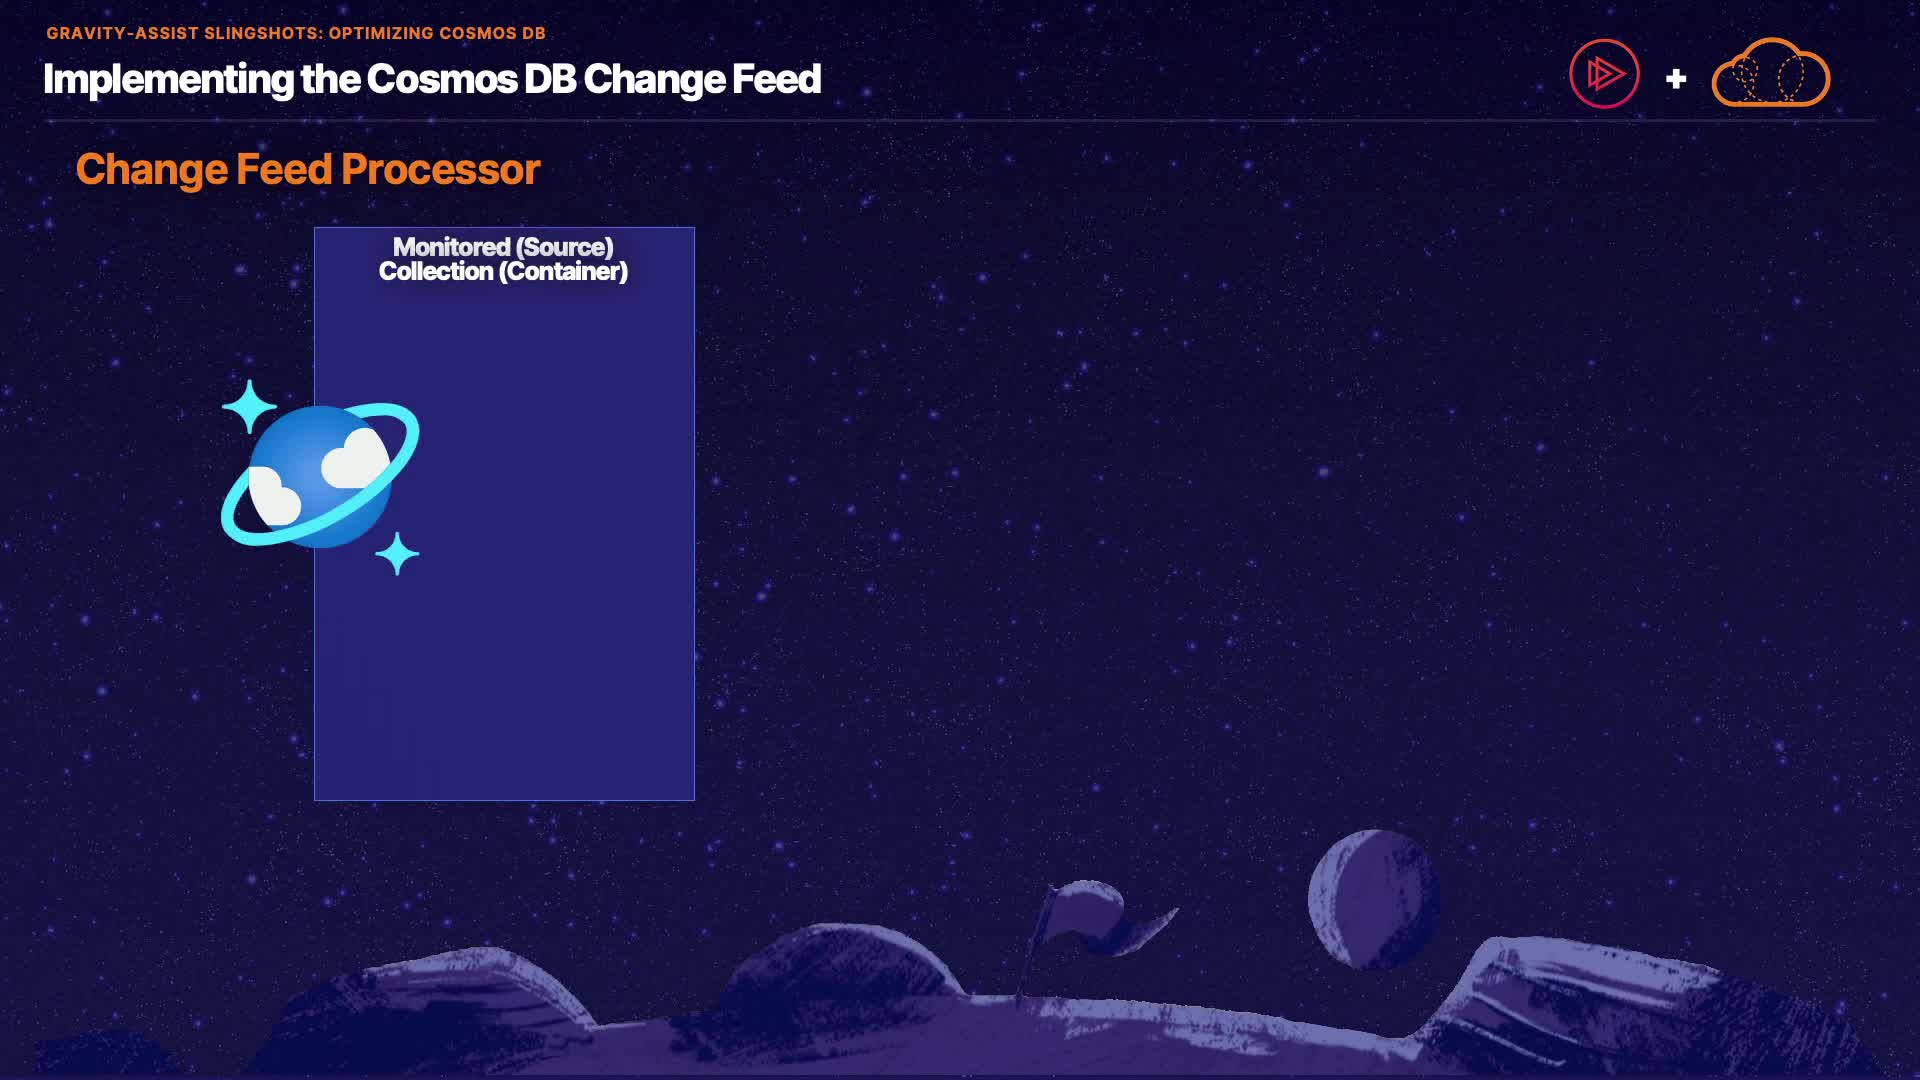 GRAVITY-ASSIST SLINGSHOTS: OPTIMIZING COSMOS DB
Implementing the Cosmos DB Change Feed
Change Feed Processor
Monitored (Source)
Collection (Container)